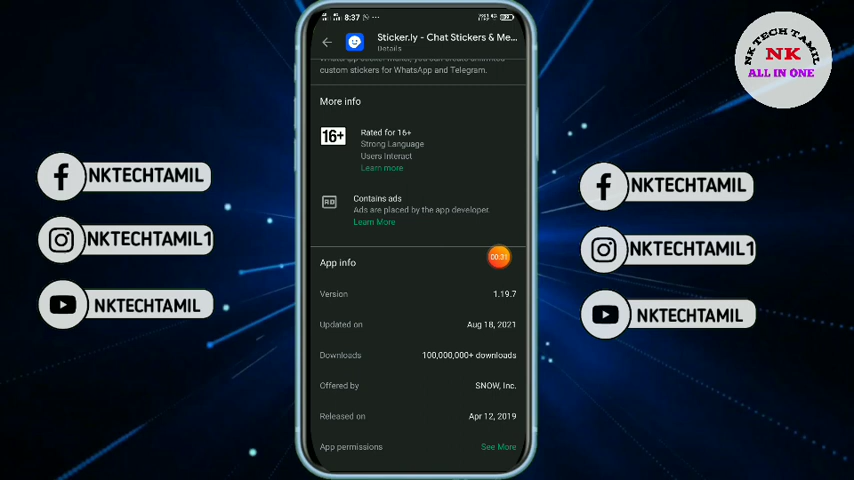 8:37
Sticker.ly - Chat Stickers & Me...
Details
custom stickers for WhatsApp and Telegram.
More info
16+
Rated for 16+
Strong Language
Users Interact
Learn more
AD
Contains ads
Ads are placed by the app developer.
Learn More
App info
00:31
Version
1.19.7
Updated on
Aug 18, 2021
Downloads
100,000,000+ downloads
Offered by
SNOW, Inc.
Released on
Apr 12, 2019
App permissions
See More
NKTECHTAMIL
NKTECHTAMIL1
NKTECHTAMIL
NKTECHTAMIL
NKTECHTAMIL1
NKTECHTAMIL
NK TECH TAMIL
NK
ALL IN ONE